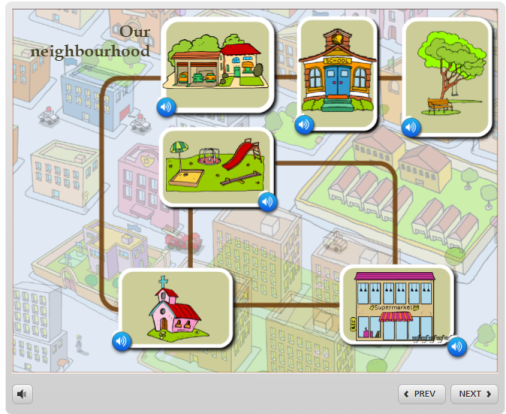 Our
neighbourhood
SCHOOL
Supermarket
PREV
NEXT